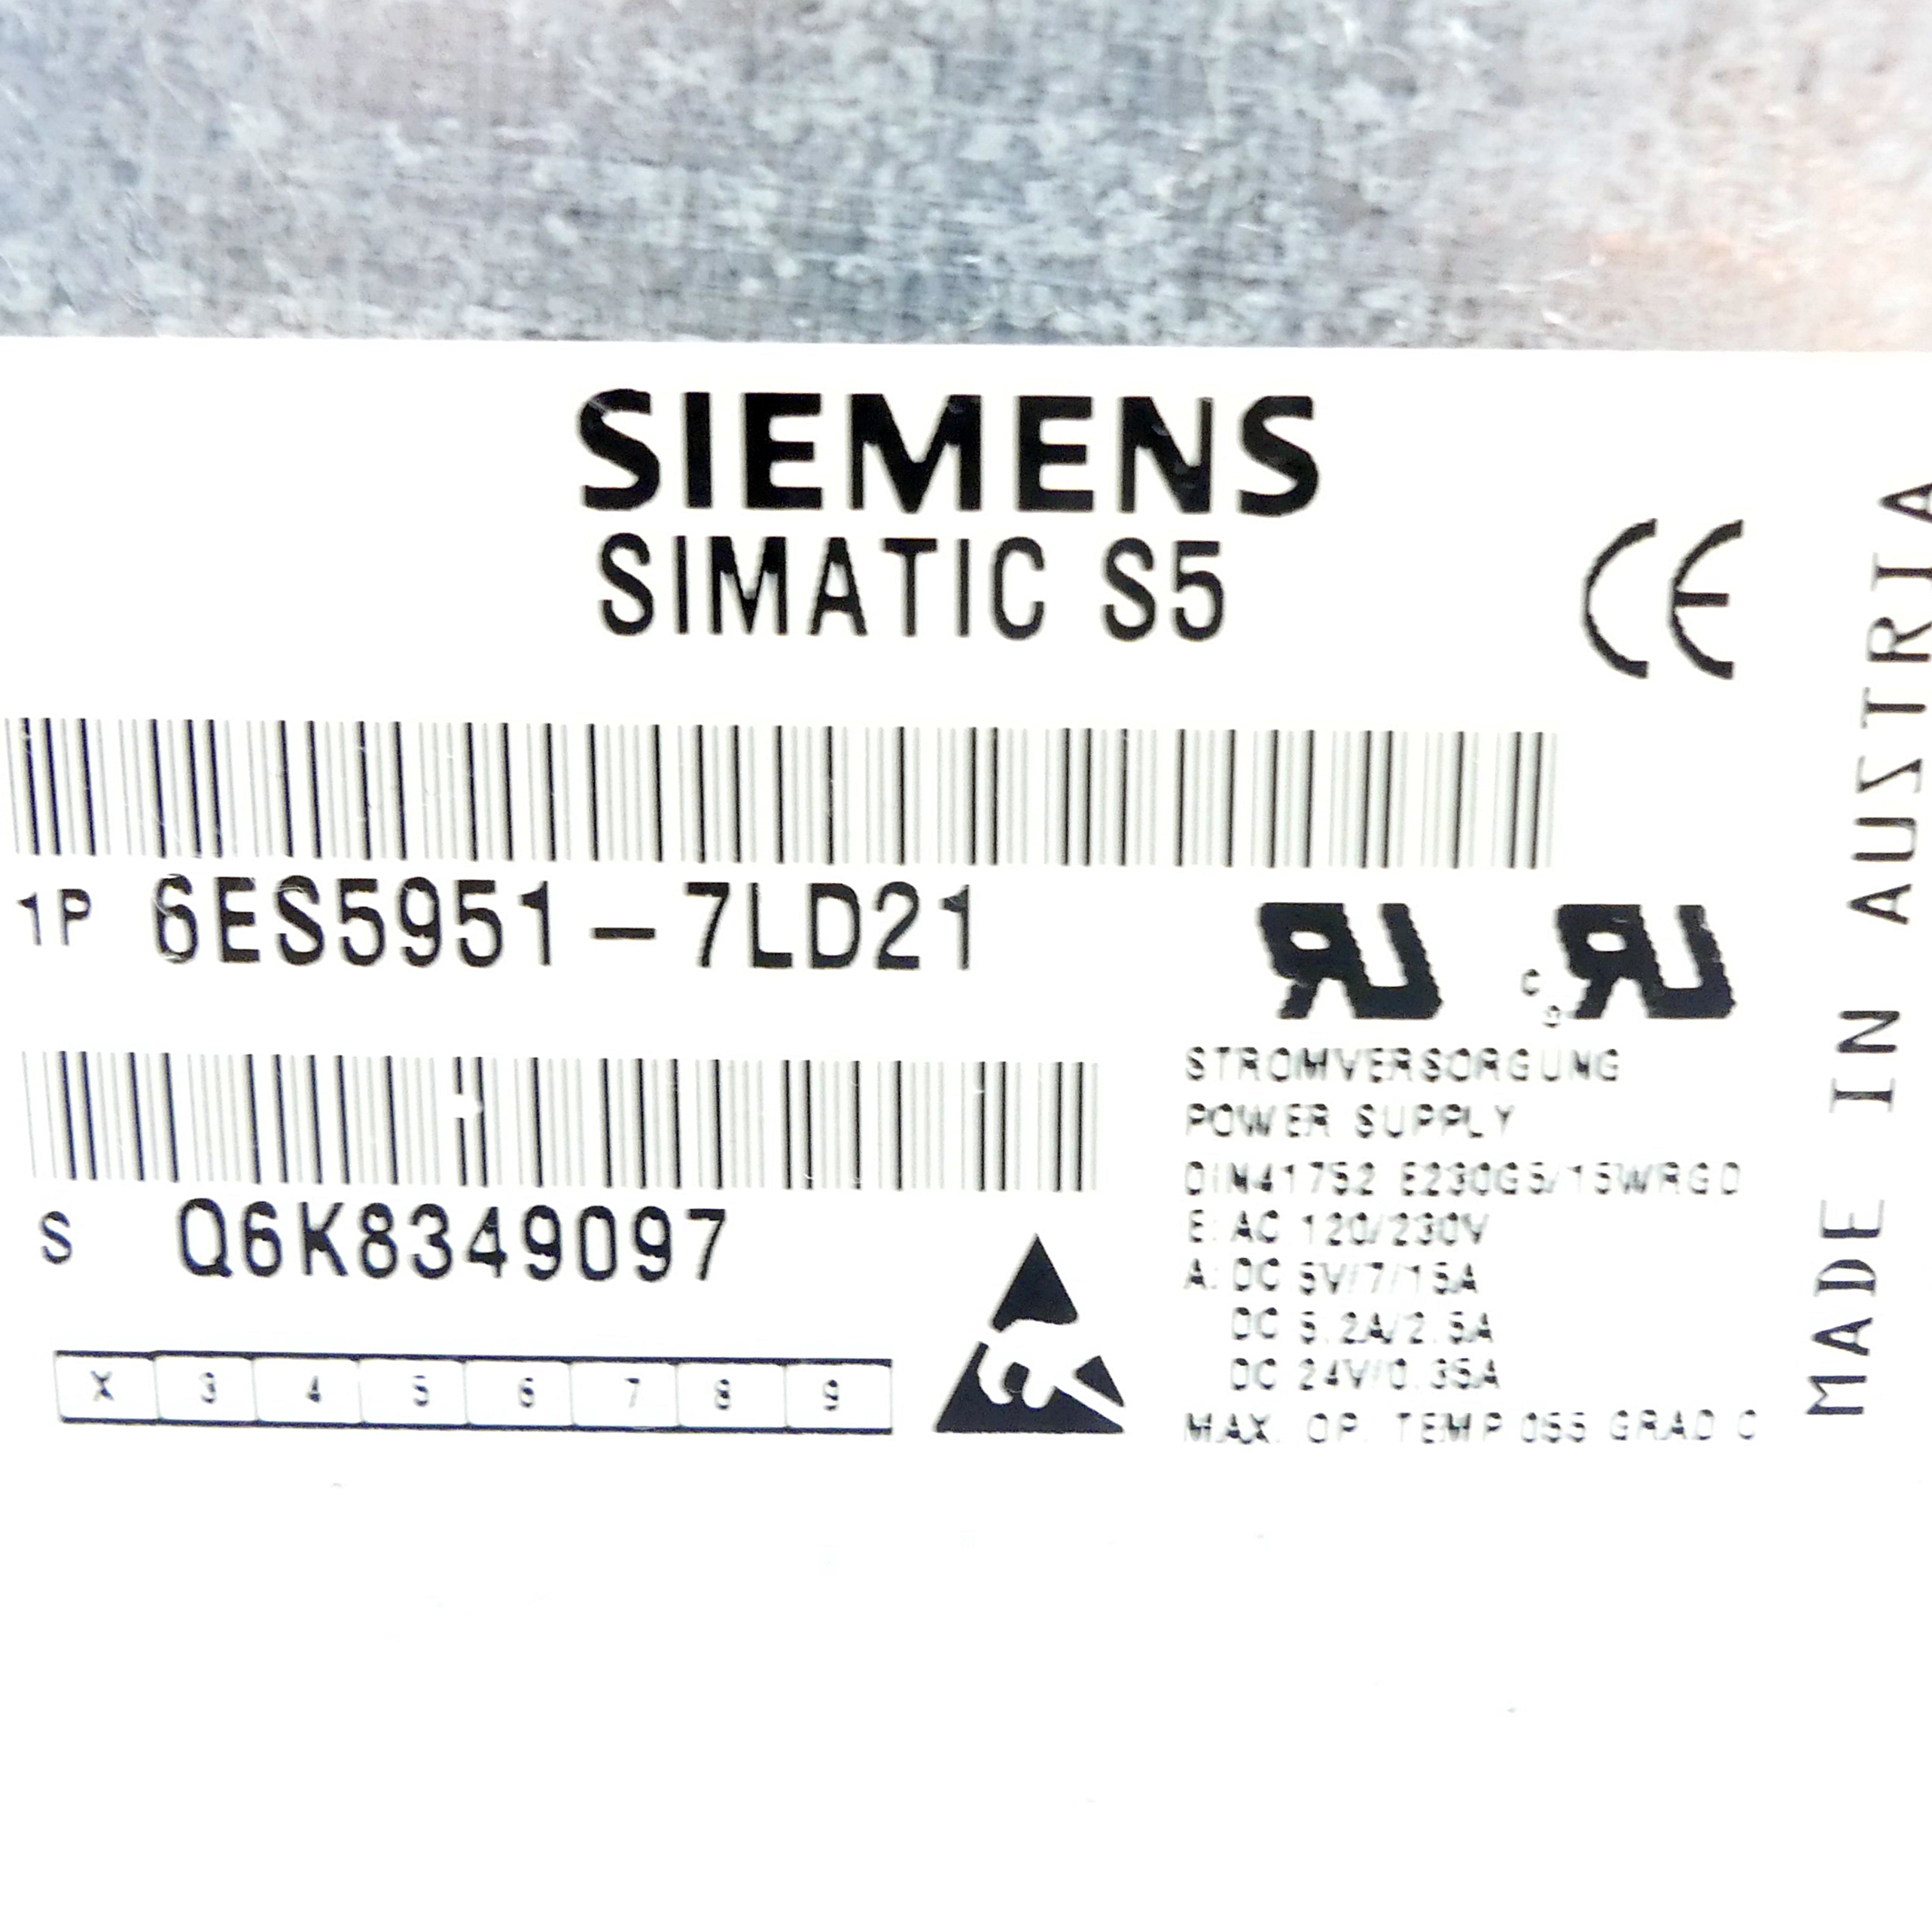 SIEMENS
SIMATIC S5
CE
1P 6ES5951-7LD21
S Q6K8349097
X 3 4 5 6 7 8 9
STROMVERSORGUNG
POWER SUPPLY
DIN41752 E230G5/15WRGD
E: AC 120/230V
A: DC 5V/7/15A
DC 5.2A/2.5A
DC 24V/0.35A
MAX. OP. TEMP 055 GRAD C
MADE IN AUSTRIA